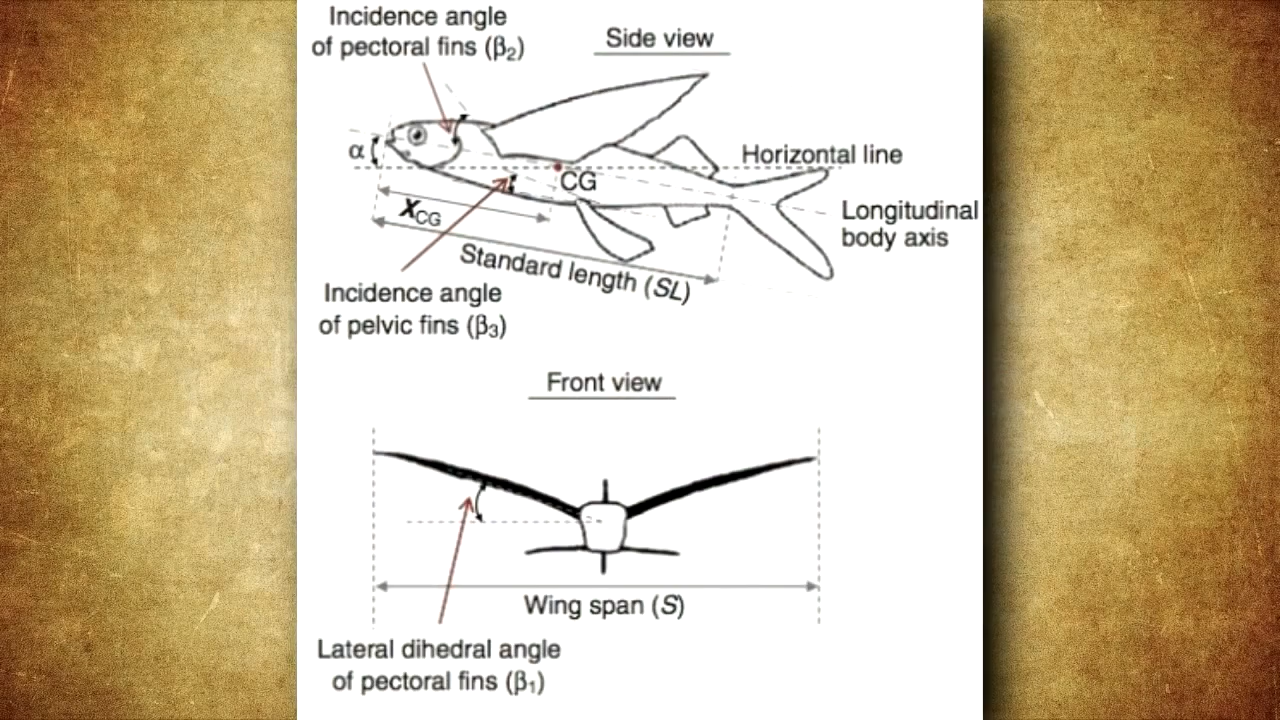 Incidence angle
of pectoral fins (β₂)
Side view
α
Horizontal line
CG
X_CG
Longitudinal
body axis
Standard length (SL)
Incidence angle
of pelvic fins (β₃)
Front view
Wing span (S)
Lateral dihedral angle
of pectoral fins (β₁)